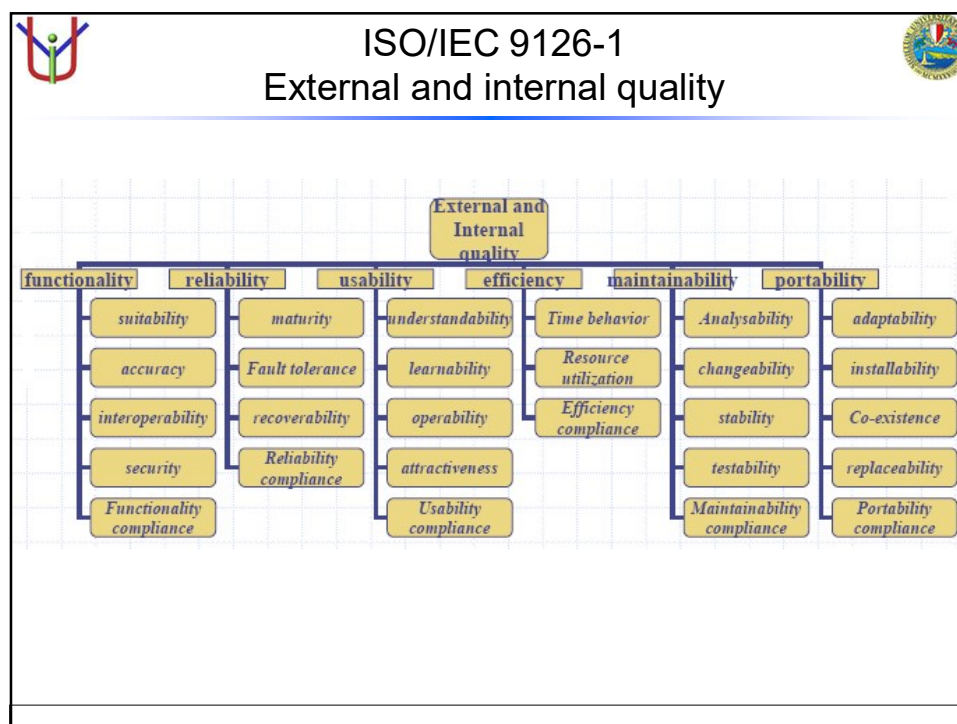 ISO/IEC 9126-1
External and internal quality
External and
Internal
quality
functionality
suitability
accuracy
interoperability
security
Functionality
compliance
reliability
maturity
Fault tolerance
recoverability
Reliability
compliance
usability
understandability
learnability
operability
attractiveness
Usability
compliance
efficiency
Time behavior
Resource
utilization
Efficiency
compliance
maintainability
Analysability
changeability
stability
testability
Maintainability
compliance
portability
adaptability
installability
Co-existence
replaceability
Portability
compliance